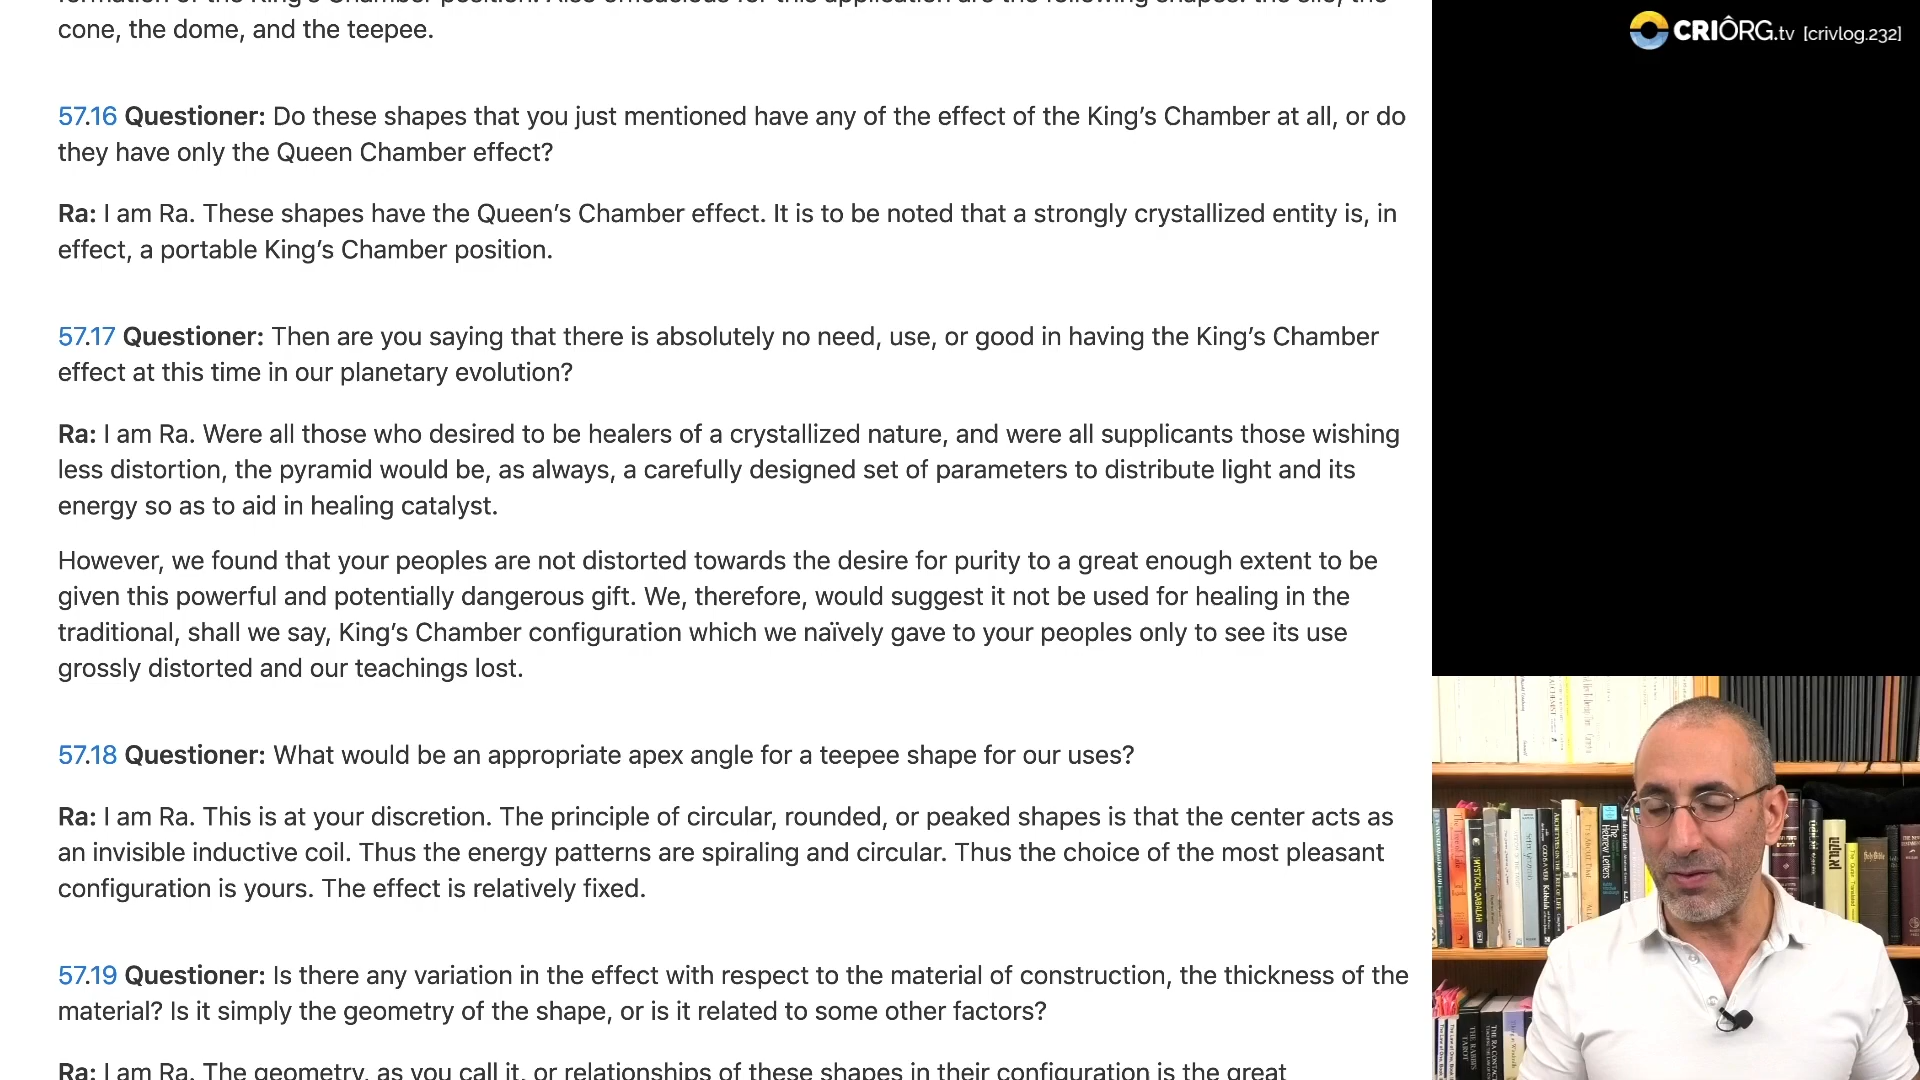 cone, the dome, and the teepee.
57.16 Questioner: Do these shapes that you just mentioned have any of the effect of the King’s Chamber at all, or do
they have only the Queen Chamber effect?
Ra: I am Ra. These shapes have the Queen’s Chamber effect. It is to be noted that a strongly crystallized entity is, in
effect, a portable King’s Chamber position.
57.17 Questioner: Then are you saying that there is absolutely no need, use, or good in having the King’s Chamber
effect at this time in our planetary evolution?
Ra: I am Ra. Were all those who desired to be healers of a crystallized nature, and were all supplicants those wishing
less distortion, the pyramid would be, as always, a carefully designed set of parameters to distribute light and its
energy so as to aid in healing catalyst.
However, we found that your peoples are not distorted towards the desire for purity to a great enough extent to be
given this powerful and potentially dangerous gift. We, therefore, would suggest it not be used for healing in the
traditional, shall we say, King’s Chamber configuration which we naïvely gave to your peoples only to see its use
grossly distorted and our teachings lost.
57.18 Questioner: What would be an appropriate apex angle for a teepee shape for our uses?
Ra: I am Ra. This is at your discretion. The principle of circular, rounded, or peaked shapes is that the center acts as
an invisible inductive coil. Thus the energy patterns are spiraling and circular. Thus the choice of the most pleasant
configuration is yours. The effect is relatively fixed.
57.19 Questioner: Is there any variation in the effect with respect to the material of construction, the thickness of the
material? Is it simply the geometry of the shape, or is it related to some other factors?
Ra: I am Ra. The geometry, as you call it, or relationships of these shapes in their configuration is the great
CRIÔRG.tv [crivlog.232]
MYSTICAL QABALAH
The Hebrew Letters